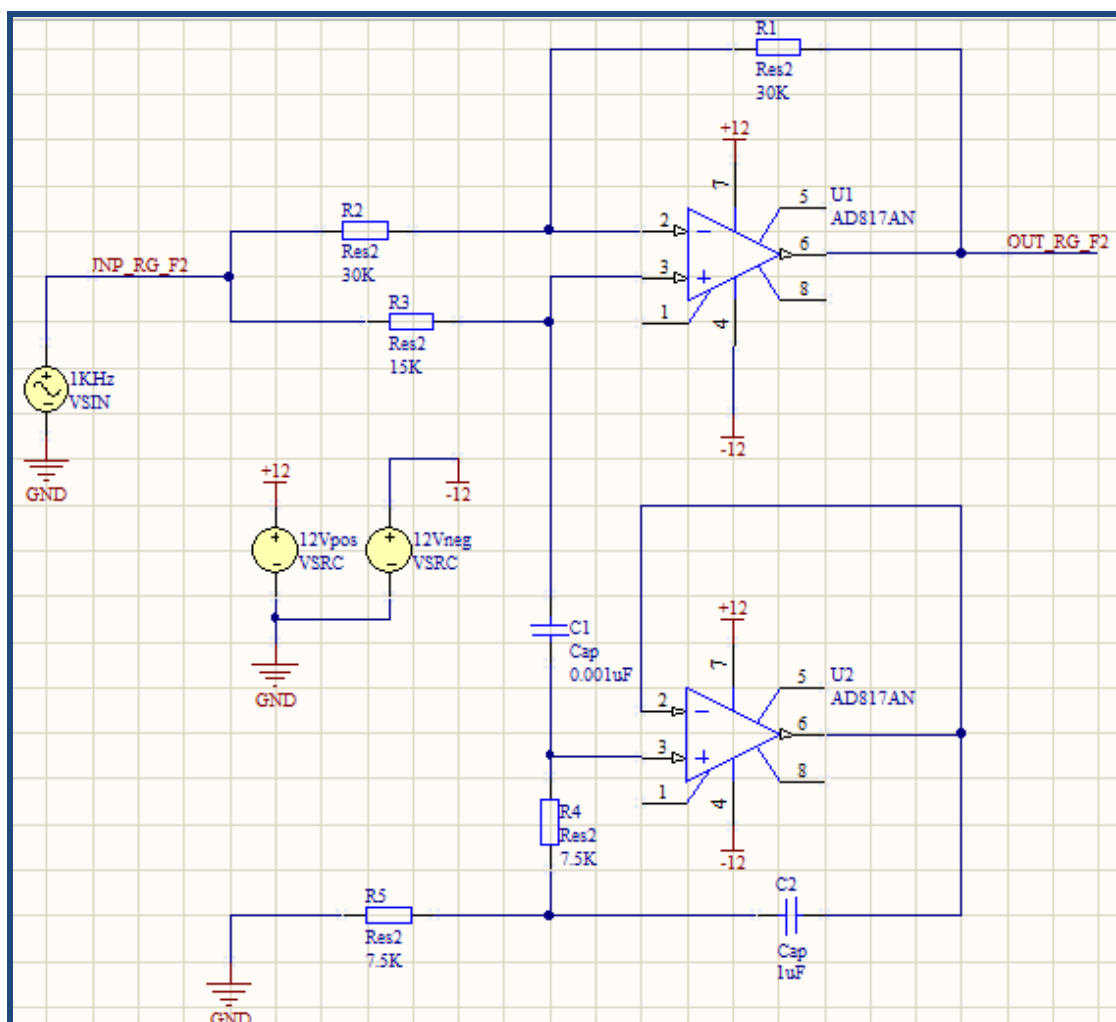 R1
Res2
30K
+12
7
U1
AD817AN
5
R2
2
6
OUT_RG_F2
Res2
INP_RG_F2
30K
3
8
R3
1
4
Res2
15K
1KHz
VSIN
-12
GND
+12
-12
12Vpos
VSRC
12Vneg
VSRC
GND
C1
Cap
0.001uF
+12
7
U2
AD817AN
5
2
6
3
8
1
4
R4
Res2
7.5K
-12
R5
Res2
7.5K
C2
Cap
1uF
GND